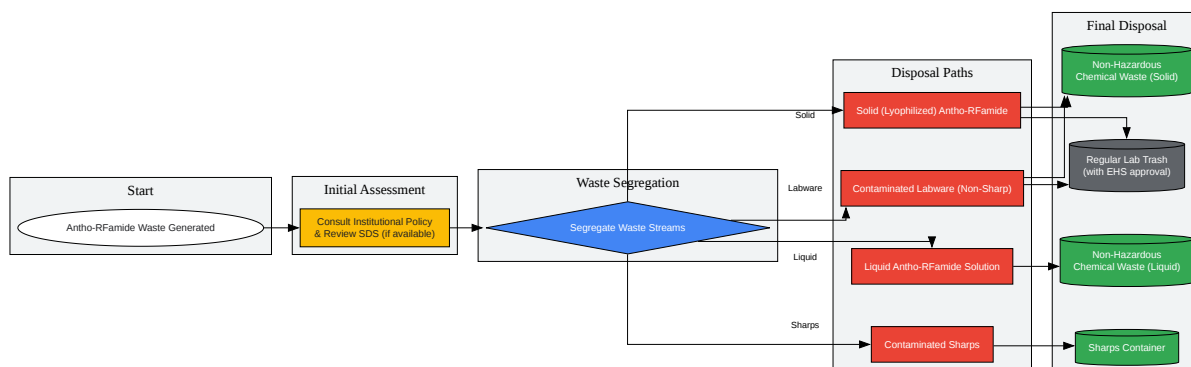 Start
Antho-RFamide Waste Generated
Initial Assessment
Consult Institutional Policy
& Review SDS (if available)
Waste Segregation
Segregate Waste Streams
Solid
Labware
Liquid
Sharps
Disposal Paths
Solid (Lyophilized) Antho-RFamide
Contaminated Labware (Non-Sharp)
Liquid Antho-RFamide Solution
Contaminated Sharps
Final Disposal
Non-Hazardous
Chemical Waste (Solid)
Regular Lab Trash
(with EHS approval)
Non-Hazardous
Chemical Waste (Liquid)
Sharps Container